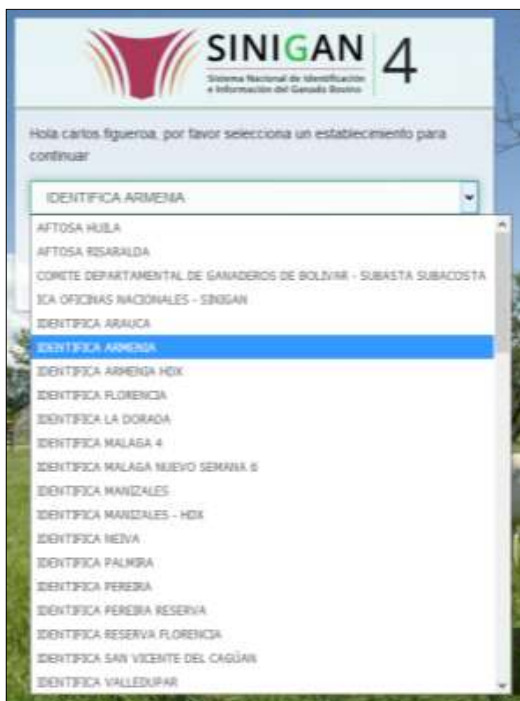 SINIGAN 4
Sistema Nacional de Identificación
e Información del Ganado Bovino
Hola carlos figueroa, por favor selecciona un establecimiento para
continuar
IDENTIFICA ARMENIA
AFTOSA HUILA
AFTOSA RISARALDA
COMITE DEPARTAMENTAL DE GANADEROS DE BOLIVAR - SUBASTA SUBACOSTA
ICA OFICINAS NACIONALES - SINIGAN
IDENTIFICA ARAUCA
IDENTIFICA ARMENIA
IDENTIFICA ARMENIA HDX
IDENTIFICA FLORENCIA
IDENTIFICA LA DORADA
IDENTIFICA MALAGA 4
IDENTIFICA MALAGA NUEVO SEMANA 6
IDENTIFICA MANIZALES
IDENTIFICA MANIZALES - HDX
IDENTIFICA NEIVA
IDENTIFICA PALMIRA
IDENTIFICA PEREIRA
IDENTIFICA PEREIRA RESERVA
IDENTIFICA RESERVA FLORENCIA
IDENTIFICA SAN VICENTE DEL CAGÜAN
IDENTIFICA VALLEDUPAR